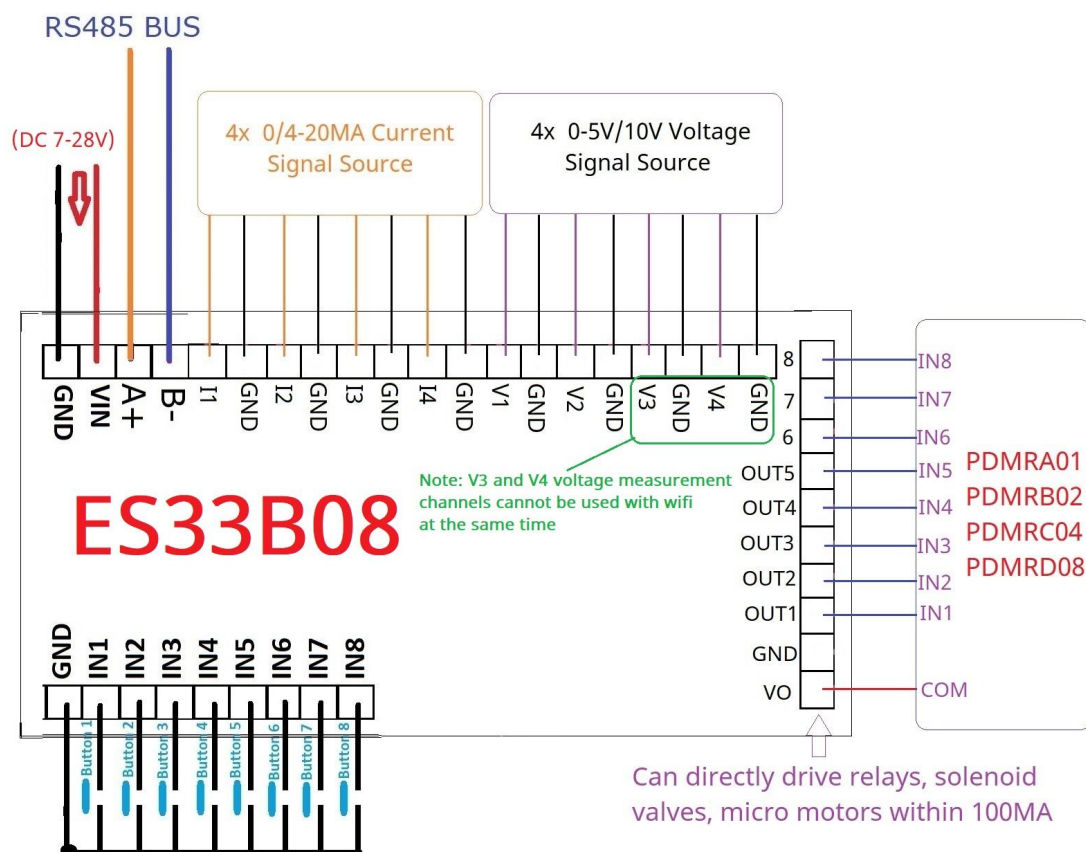 RS485 BUS
(DC 7-28V)
4x 0/4-20MA Current
Signal Source
4x 0-5V/10V Voltage
Signal Source
GND
VIN
A+
B-
I1
GND
I2
GND
I3
GND
I4
GND
V1
GND
V2
GND
V3
GND
V4
GND
8
7
6
OUT5
OUT4
OUT3
OUT2
OUT1
GND
VO
IN8
IN7
IN6
IN5
IN4
IN3
IN2
IN1
COM
PDMRA01
PDMRB02
PDMRC04
PDMRD08
Note: V3 and V4 voltage measurement
channels cannot be used with wifi
at the same time
ES33B08
GND
IN1
IN2
IN3
IN4
IN5
IN6
IN7
IN8
Button 1
Button 2
Button 3
Button 4
Button 5
Button 6
Button 7
Button 8
Can directly drive relays, solenoid
valves, micro motors within 100MA